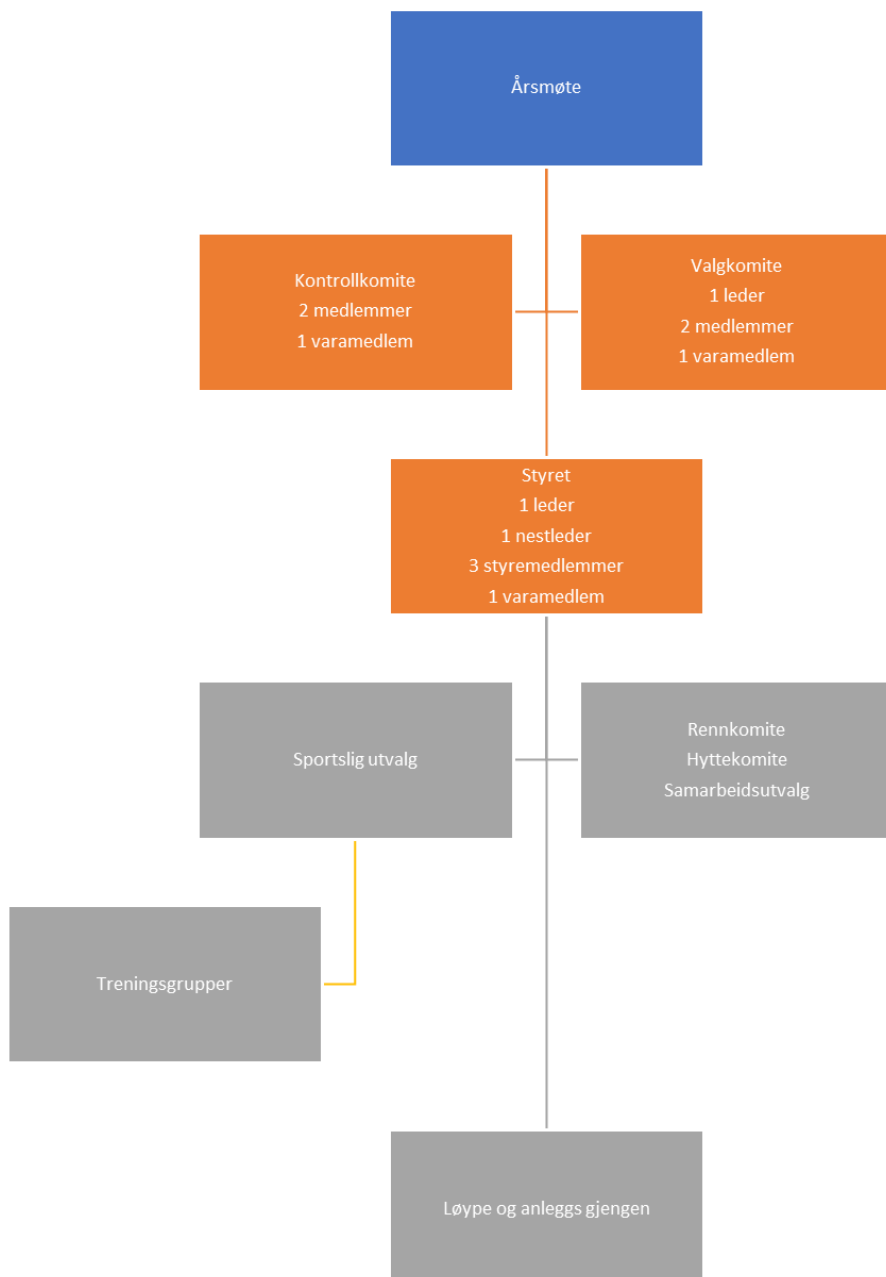 Årsmøte
Kontrollkomite
2 medlemmer
1 varamedlem
Valgkomite
1 leder
2 medlemmer
1 varamedlem
Styret
1 leder
1 nestleder
3 styremedlemmer
1 varamedlem
Sportslig utvalg
Rennkomite
Hyttekomite
Samarbeidsutvalg
Treningsgrupper
Løype og anleggs gjengen